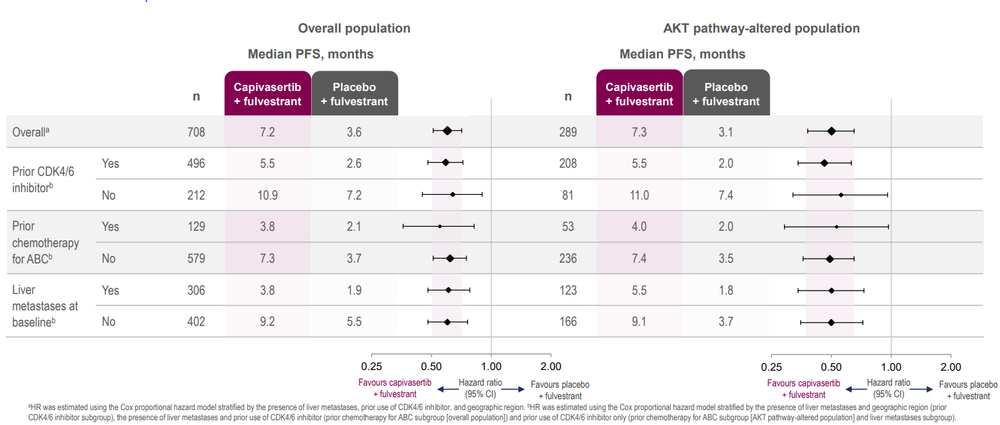 Overall population
AKT pathway-altered population
Median PFS, months
Median PFS, months
n
Capivasertib
+ fulvestrant
Placebo
+ fulvestrant
n
Capivasertib
+ fulvestrant
Placebo
+ fulvestrant
Overallᵃ 708 7.2 3.6 289 7.3 3.1
Prior CDK4/6
inhibitorᵇ
Yes 496 5.5 2.6 208 5.5 2.0
No 212 10.9 7.2 81 11.0 7.4
Prior
chemotherapy
for ABCᵇ
Yes 129 3.8 2.1 53 4.0 2.0
No 579 7.3 3.7 236 7.4 3.5
Liver
metastases at
baselineᵇ
Yes 306 3.8 1.9 123 5.5 1.8
No 402 9.2 5.5 166 9.1 3.7
0.25 0.50 1.00 2.00
0.25 0.50 1.00 2.00
Favours capivasertib
+ fulvestrant
Hazard ratio
(95% CI)
Favours placebo
+ fulvestrant
Favours capivasertib
+ fulvestrant
Hazard ratio
(95% CI)
Favours placebo
+ fulvestrant
ᵃHR was estimated using the Cox proportional hazard model stratified by the presence of liver metastases, prior use of CDK4/6 inhibitor, and geographic region. ᵇHR was estimated using the Cox proportional hazard model stratified by the presence of liver metastases and geographic region (prior
CDK4/6 inhibitor subgroup), the presence of liver metastases and prior use of CDK4/6 inhibitor (prior chemotherapy for ABC subgroup [overall population]) and prior use of CDK4/6 inhibitor only (prior chemotherapy for ABC subgroup [AKT pathway-altered population] and liver metastases subgroup).